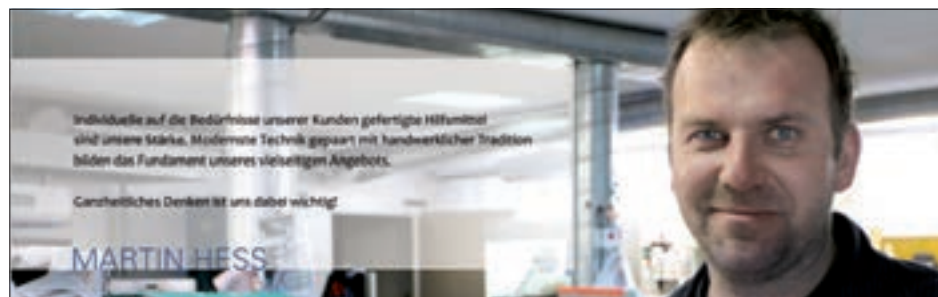 Individuelle auf die Bedürfnisse unserer Kunden gefertigte Hilfsmittel
sind unsere Stärke. Modernste Technik gepaart mit handwerklicher Tradition
bilden das Fundament unseres vielseitigen Angebots.
Ganzheitliches Denken ist uns dabei wichtig!
MARTIN HESS